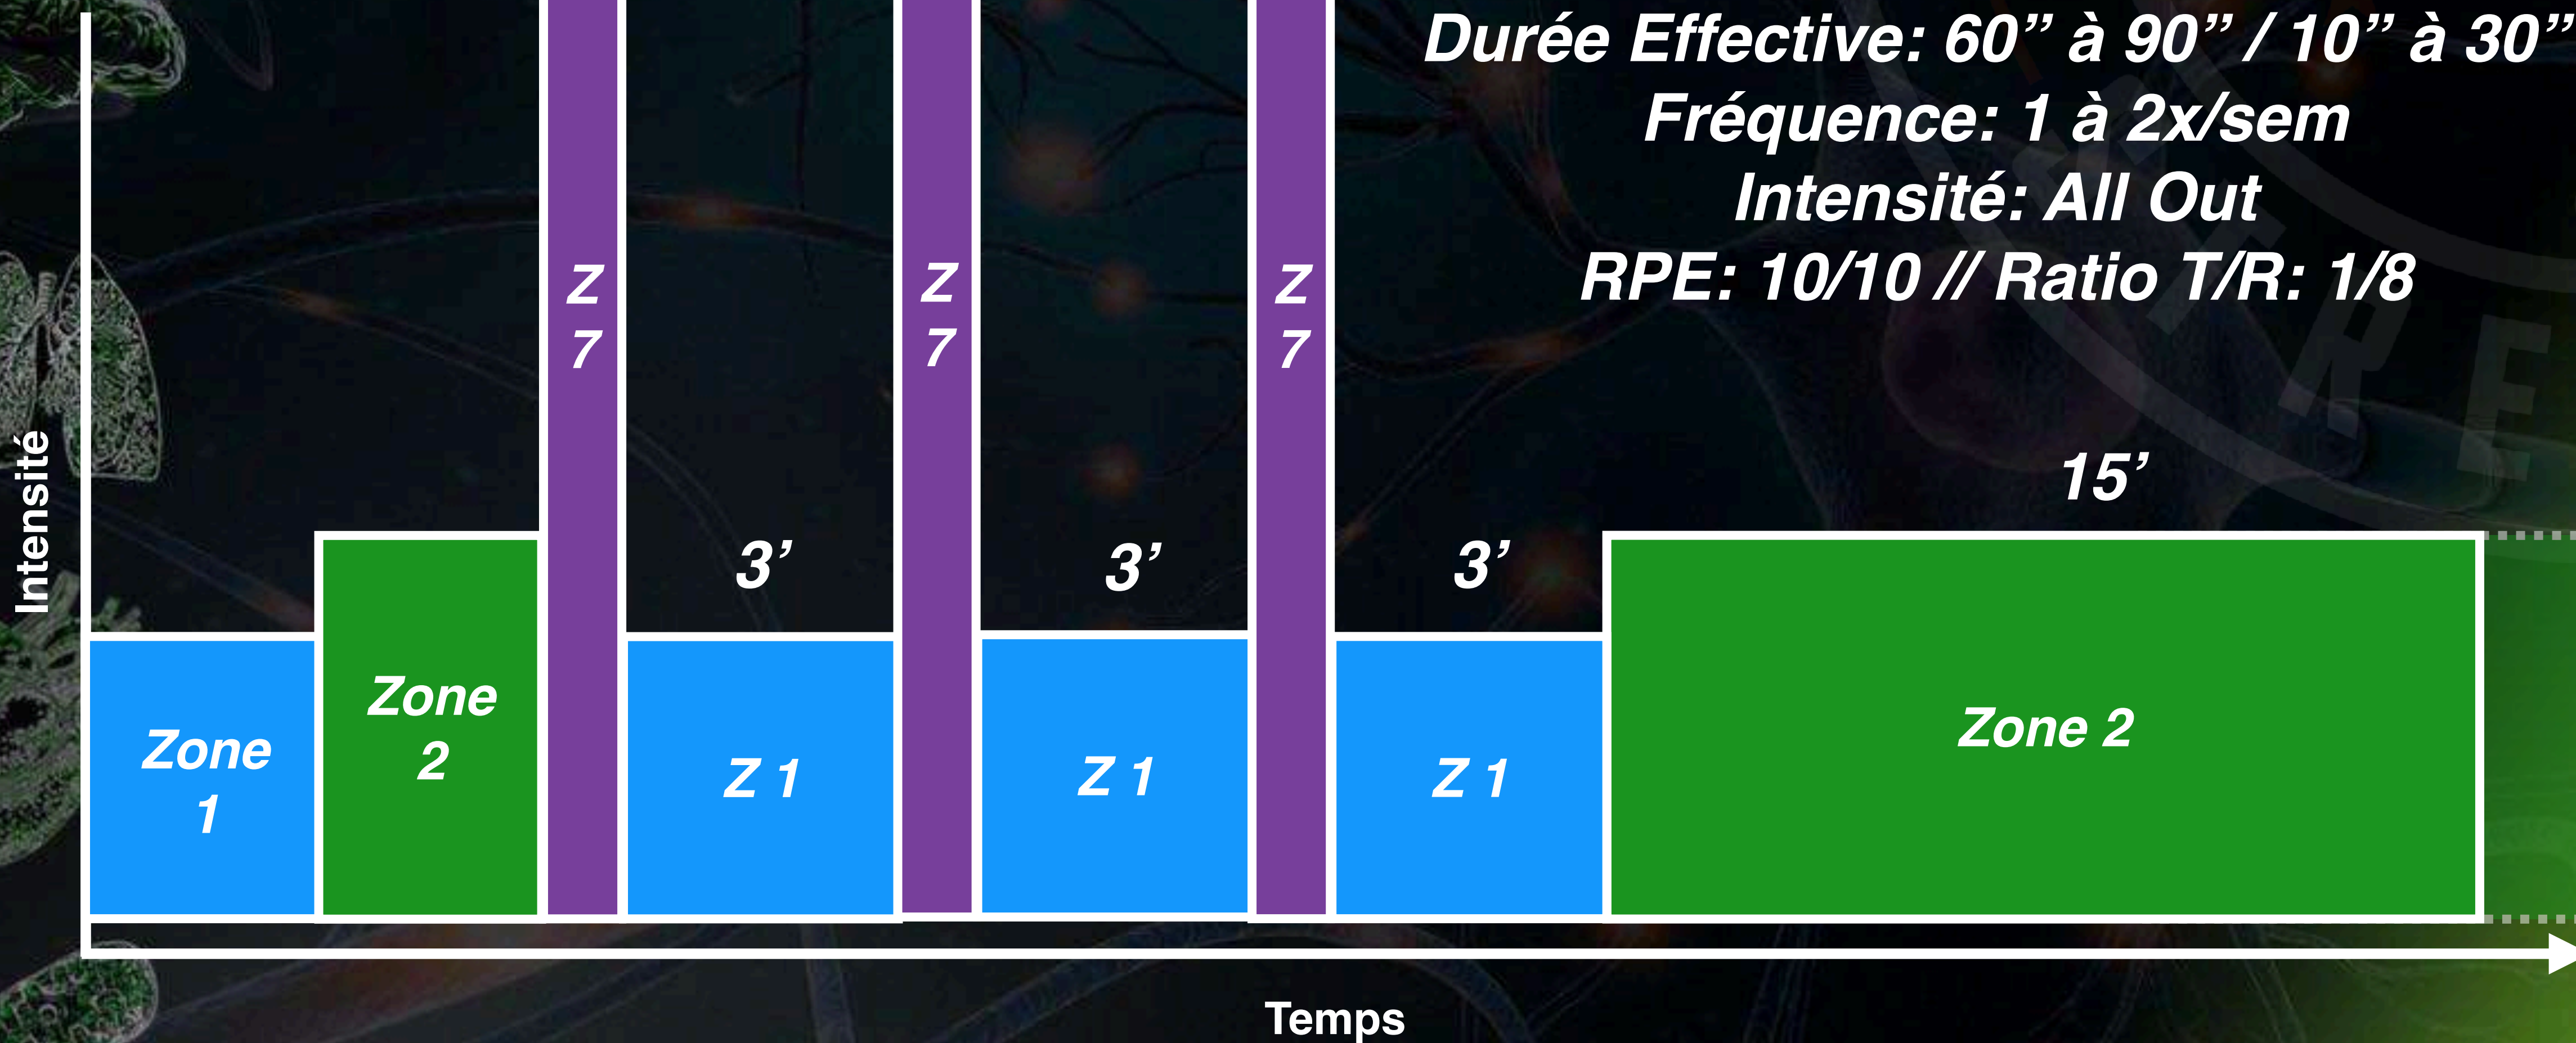 Durée Effective: 60” à 90” / 10” à 30”
Fréquence: 1 à 2x/sem
Intensité: All Out
RPE: 10/10 // Ratio T/R: 1/8
Z
7
Z
7
Z
7
15’
3’
3’
3’
Intensité
Zone
1
Zone
2
Z 1
Z 1
Z 1
Zone 2
Temps